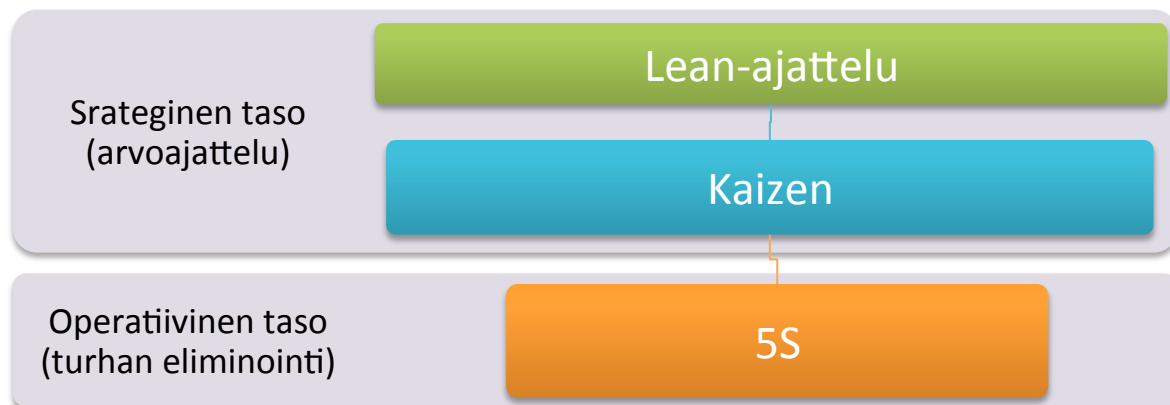 Lean-ajattelu
Srateginen taso
(arvoajattelu)
Kaizen
Operatiivinen taso
(turhan eliminointi)
5S